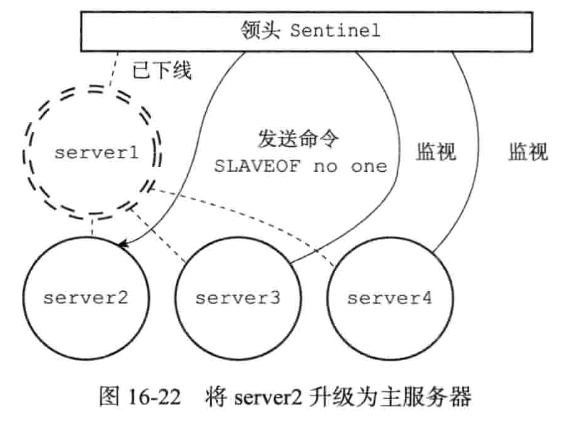 领头 Sentinel
已下线
server1
发送命令
SLAVEOF no one
监视
监视
server2
server3
server4
图 16-22 将 server2 升级为主服务器